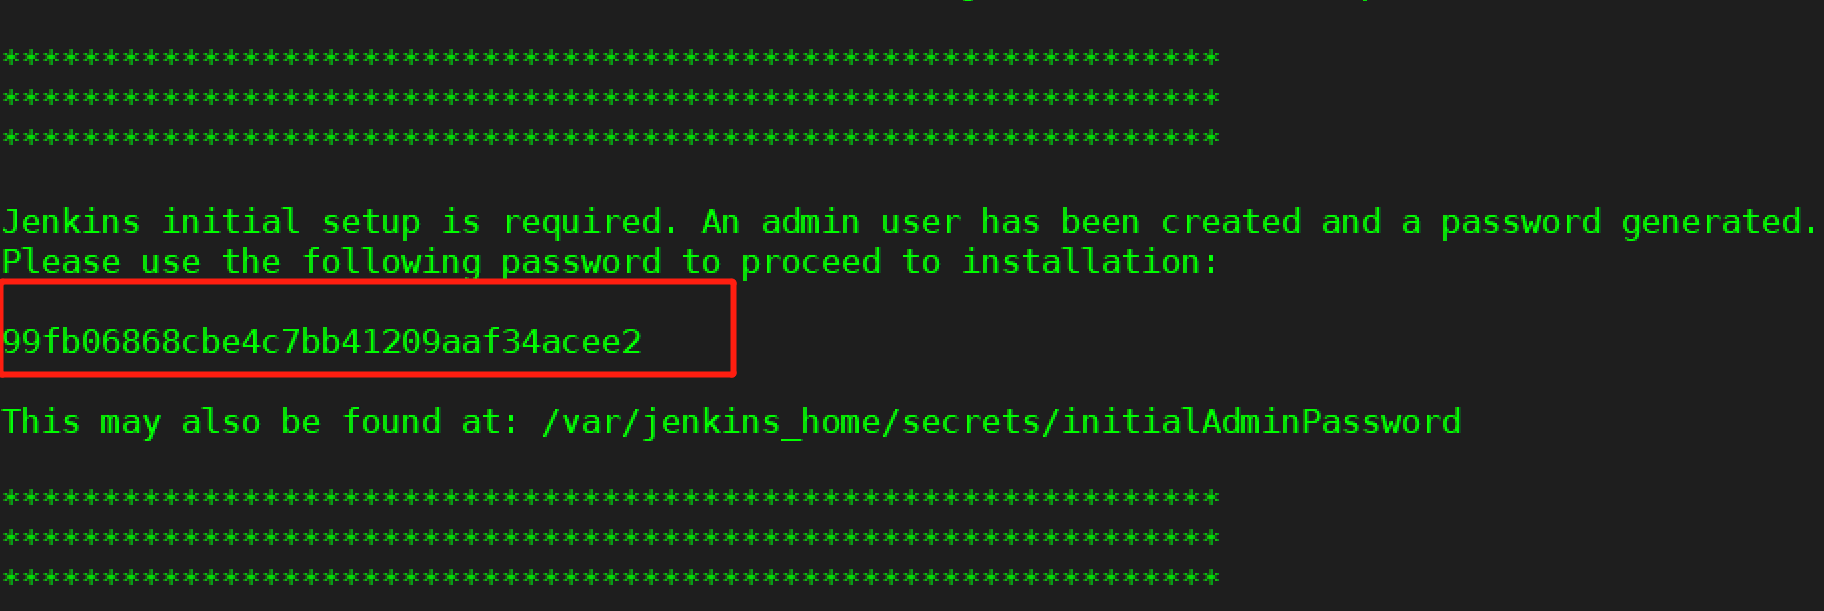 *************************************************************
*************************************************************
*************************************************************
Jenkins initial setup is required. An admin user has been created and a password generated.
Please use the following password to proceed to installation:
99fb06868cbe4c7bb41209aaf34acee2
This may also be found at: /var/jenkins_home/secrets/initialAdminPassword
*************************************************************
*************************************************************
*************************************************************